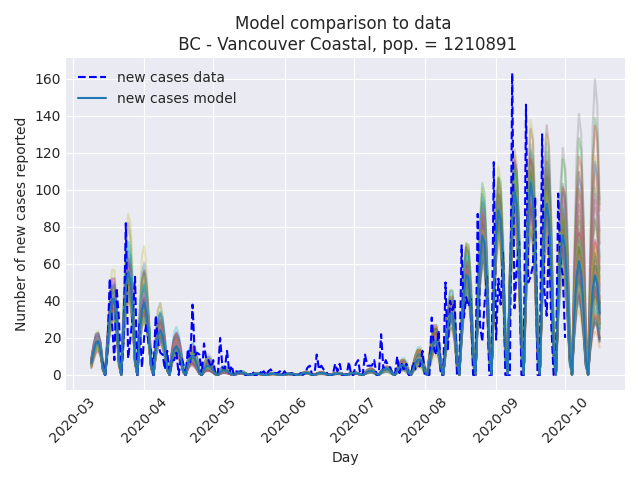 Model comparison to data
BC - Vancouver Coastal, pop. = 1210891
new cases data
new cases model
Number of new cases reported
160
140
120
100
80
60
40
20
0
2020-03
2020-04
2020-05
2020-06
2020-07
2020-08
2020-09
2020-10
Day